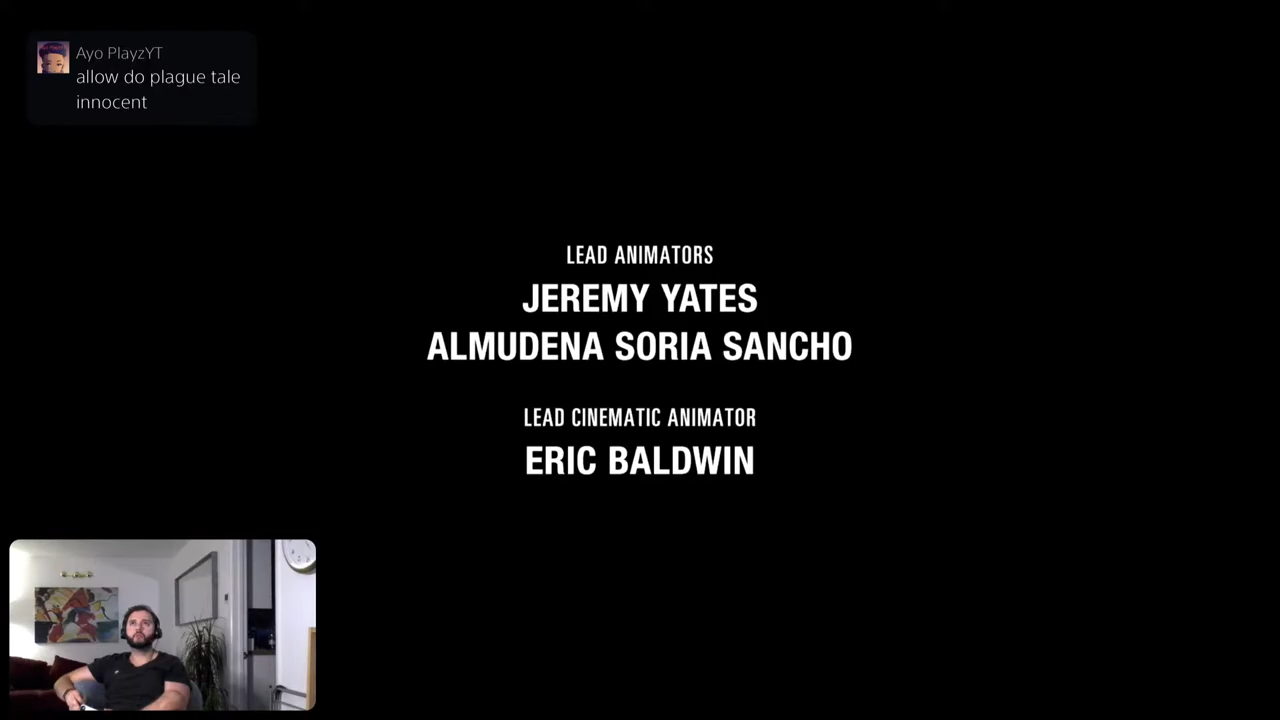 Ayo PlayzYT
allow do plague tale
innocent
LEAD ANIMATORS
JEREMY YATES
ALMUDENA SORIA SANCHO
LEAD CINEMATIC ANIMATOR
ERIC BALDWIN